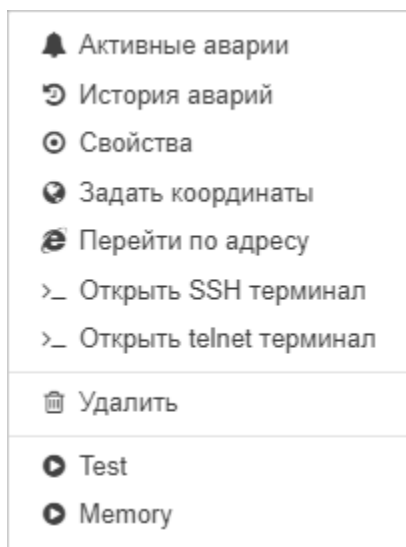 Активные аварии
История аварий
Свойства
Задать координаты
Перейти по адресу
Открыть SSH терминал
Открыть telnet терминал
Удалить
Test
Memory